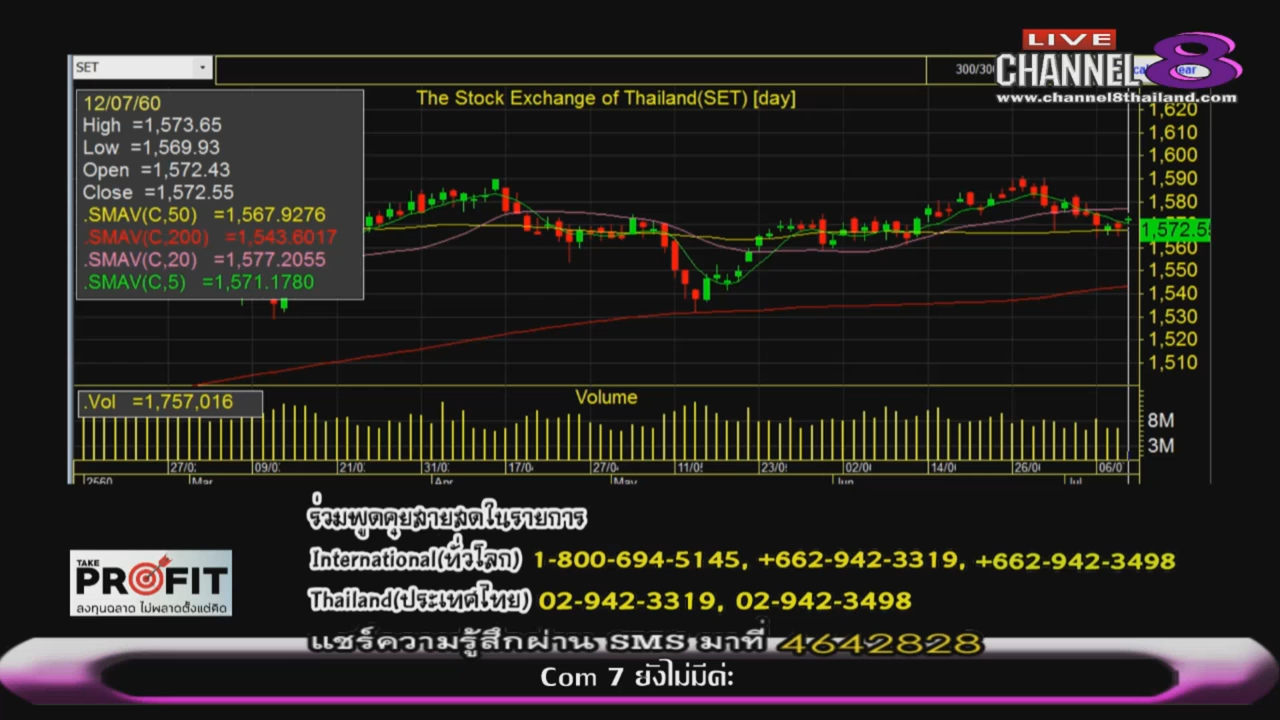 LIVE
CHANNEL 8
www.channel8thailand.com
SET
300/300
The Stock Exchange of Thailand(SET) [day]
12/07/60
High =1,573.65
Low =1,569.93
Open =1,572.43
Close =1,572.55
.SMAV(C,50) =1,567.9276
.SMAV(C,200) =1,543.6017
.SMAV(C,20) =1,577.2055
.SMAV(C,5) =1,571.1780
1,620
1,610
1,600
1,590
1,580
1,572.55
1,560
1,550
1,540
1,530
1,520
1,510
.Vol =1,757,016
Volume
8M
3M
27/0 09/0 21/0 31/0 17/0 27/0 11/0 23/0 02/0 14/0 26/0 06/0
2560 Mar Apr May Jun Jul
ร่วมพูดคุยสายสดในรายการ
International(ทั่วโลก) 1-800-694-5145, +662-942-3319, +662-942-3498
Thailand(ประเทศไทย) 02-942-3319, 02-942-3498
TAKE
PROFIT
ลงทุนฉลาด ไม่พลาดตั้งแต่คิด
แชร์ความรู้สึกผ่าน SMS มาที่ 4642828
Com 7 ยังไม่มีค่ะ